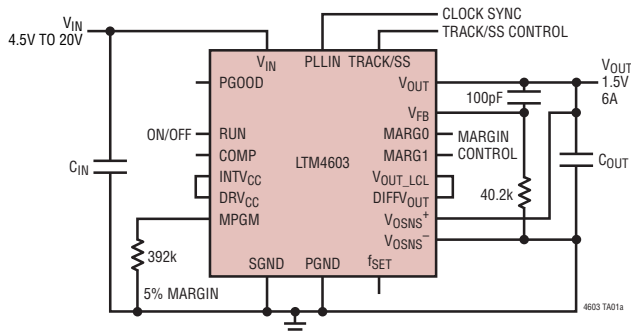 CLOCK SYNC
TRACK/SS CONTROL
VIN
4.5V TO 20V
VIN PLLIN TRACK/SS
PGOOD
VOUT
VOUT
1.5V
6A
100pF
VFB
ON/OFF RUN
MARG0
MARGIN
CONTROL
COMP
LTM4603
MARG1
CIN
COUT
INTVCC
VOUT_LCL
DRVCC
DIFFVOUT
40.2k
MPGM
VOSNS+
VOSNS–
392k
SGND PGND fSET
5% MARGIN
4603 TA01a